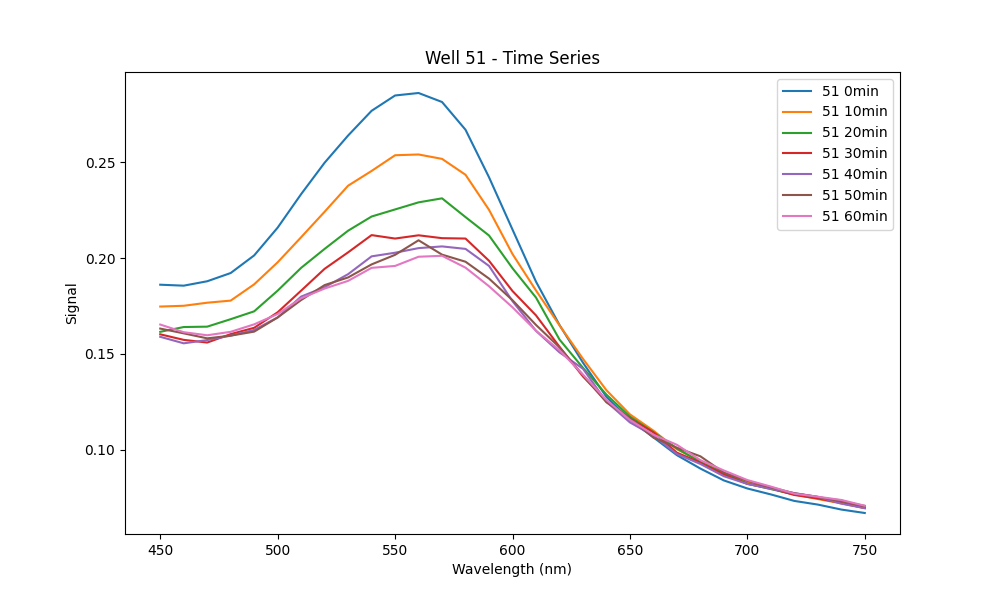 Well 51 - Time Series
51 0min
51 10min
51 20min
51 30min
51 40min
51 50min
51 60min
Signal
0.25
0.20
0.15
0.10
450 500 550 600 650 700 750
Wavelength (nm)